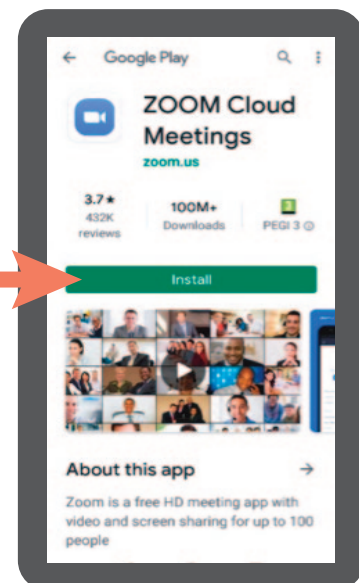 Google Play
ZOOM Cloud
Meetings
zoom.us
3.7★
432K
reviews
100M+
Downloads
3
PEGI 3
Install
About this app
Zoom is a free HD meeting app with
video and screen sharing for up to 100
people